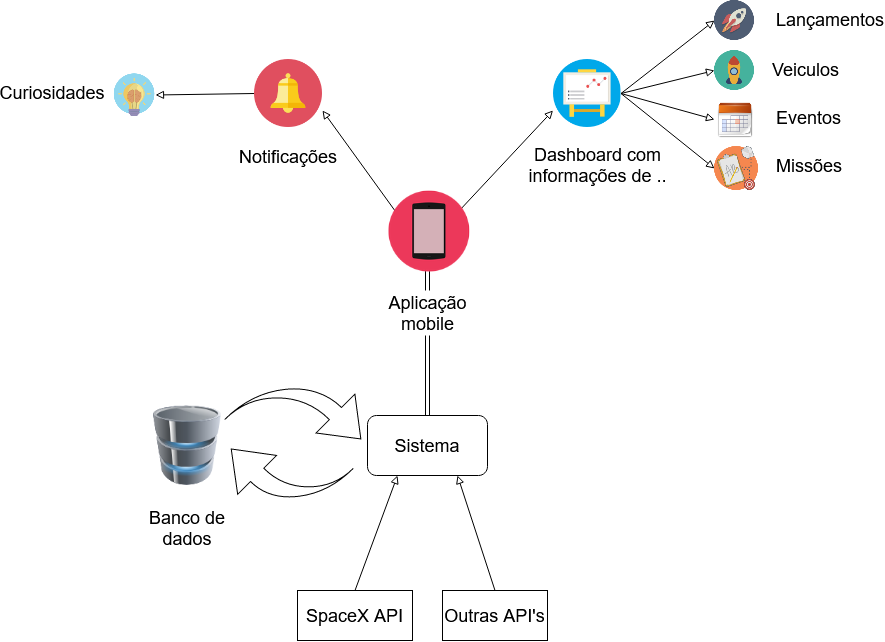 Lançamentos
Veiculos
Eventos
Missões
Curiosidades
Notificações
Dashboard com
informações de ..
Aplicação
mobile
Sistema
Banco de
dados
SpaceX API
Outras API's